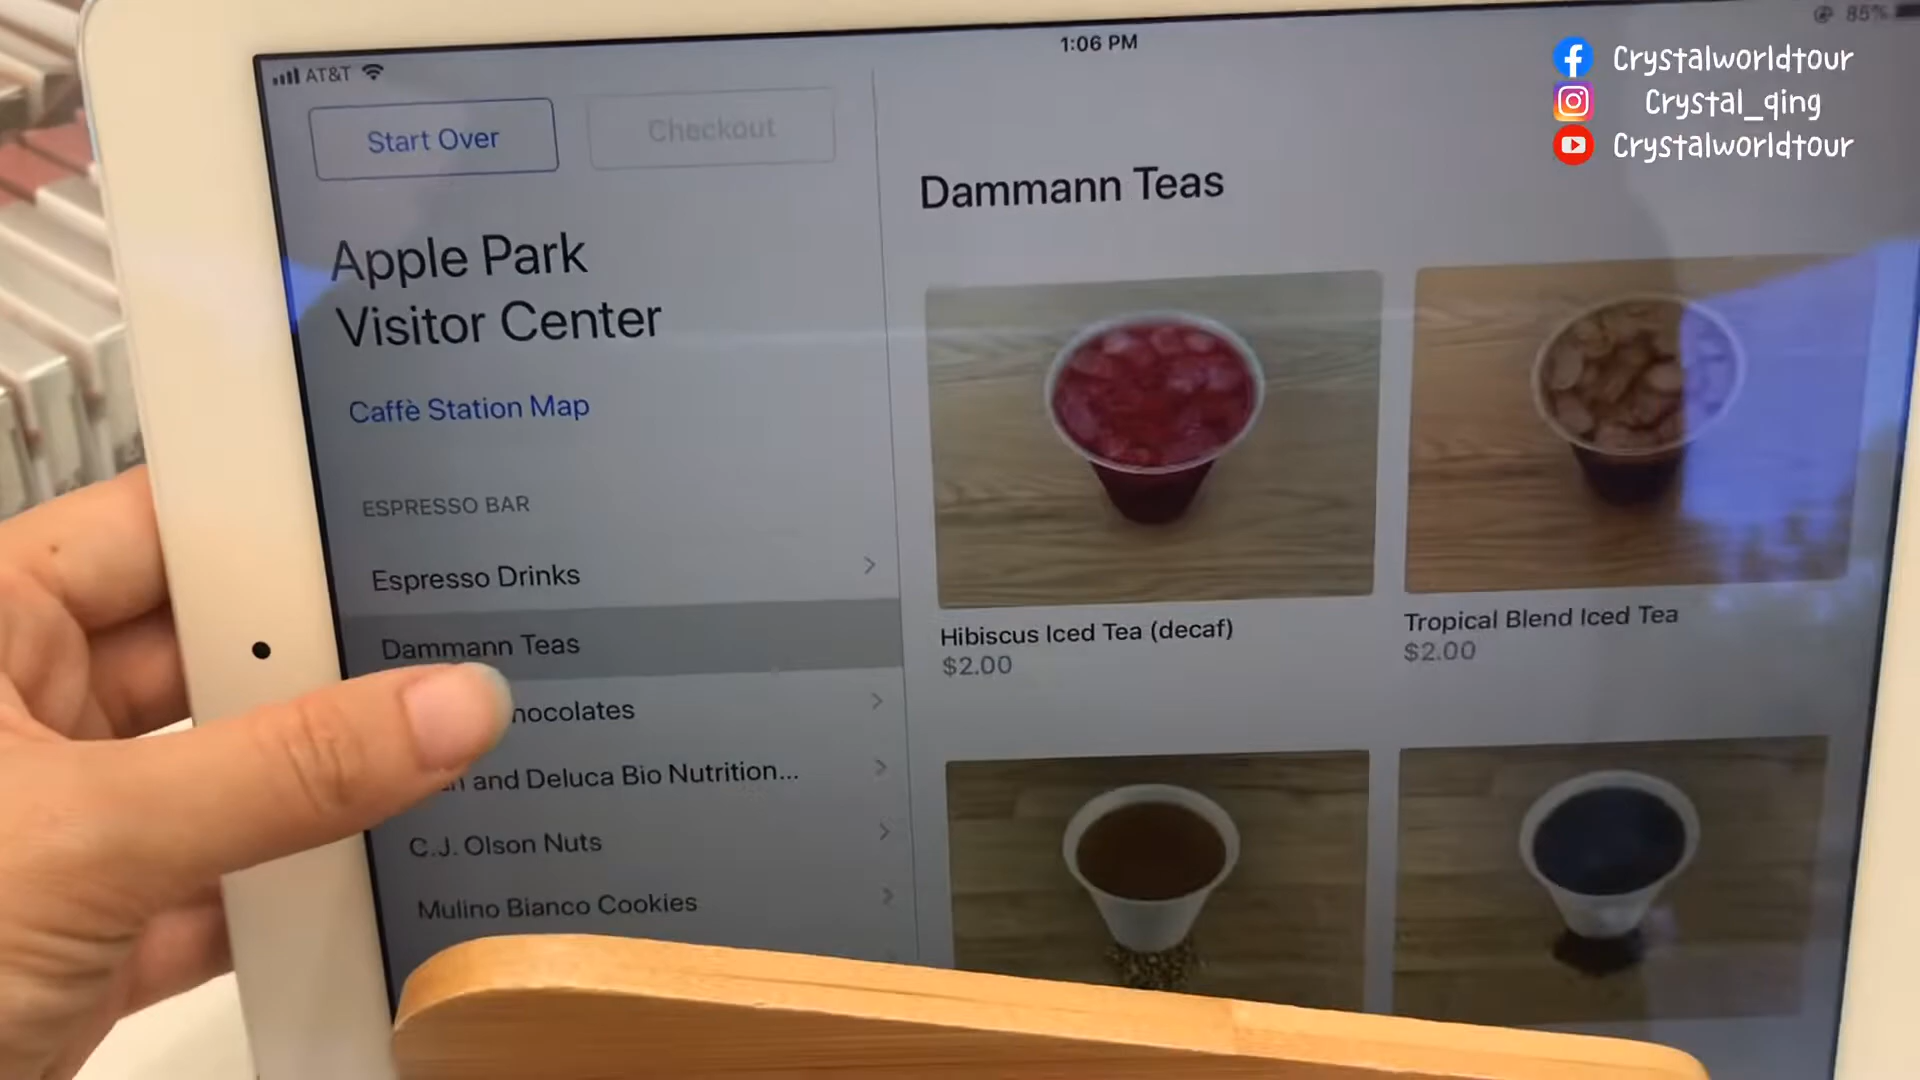 AT&T
1:06 PM
85%
Crystalworldtour
Crystal_qing
Crystalworldtour
Start Over
Checkout
Apple Park
Visitor Center
Caffè Station Map
ESPRESSO BAR
Espresso Drinks
Dammann Teas
and Deluca Bio Nutrition...
C.J. Olson Nuts
Mulino Bianco Cookies
Dammann Teas
Hibiscus Iced Tea (decaf)
$2.00
Tropical Blend Iced Tea
$2.00